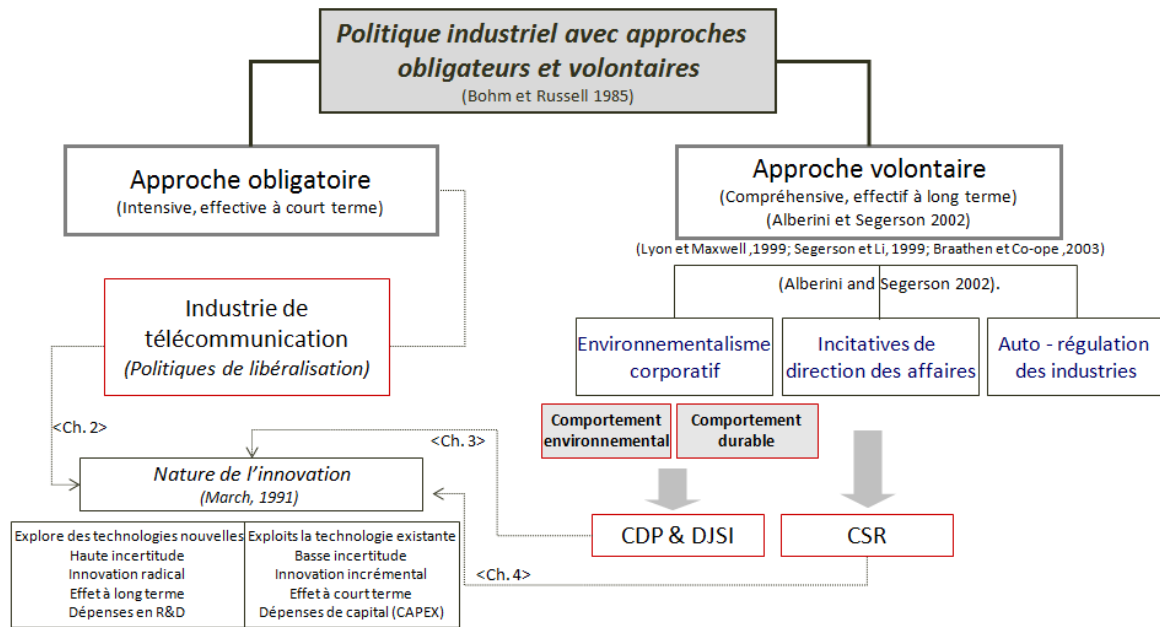 Politique industriel avec approches
obligateurs et volontaires
(Bohm et Russell 1985)
Approche obligatoire
(Intensive, effective à court terme)
Approche volontaire
(Compréhensive, effectif à long terme)
(Alberini et Segerson 2002)
(Lyon et Maxwell ,1999; Segerson et Li, 1999; Braathen et Co-ope ,2003)
(Alberini and Segerson 2002).
Industrie de
télécommunication
(Politiques de libéralisation)
Environnementalisme
corporatif
Incitatives de
direction des affaires
Auto - régulation
des industries
Comportement
environnemental
Comportement
durable
<Ch. 2>
<Ch. 3>
Nature de l’innovation
(March, 1991)
CDP & DJSI
CSR
<Ch. 4>
Explore des technologies nouvelles
Haute incertitude
Innovation radical
Effet à long terme
Dépenses en R&D
Exploits la technologie existante
Basse incertitude
Innovation incrémental
Effet à court terme
Dépenses de capital (CAPEX)